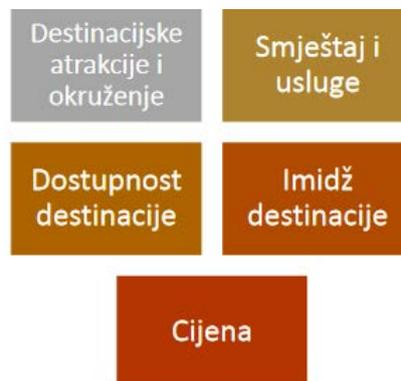 Destinacijske
atrakcije i
okruženje
Smještaj i
usluge
Dostupnost
destinacije
Imidž
destinacije
Cijena